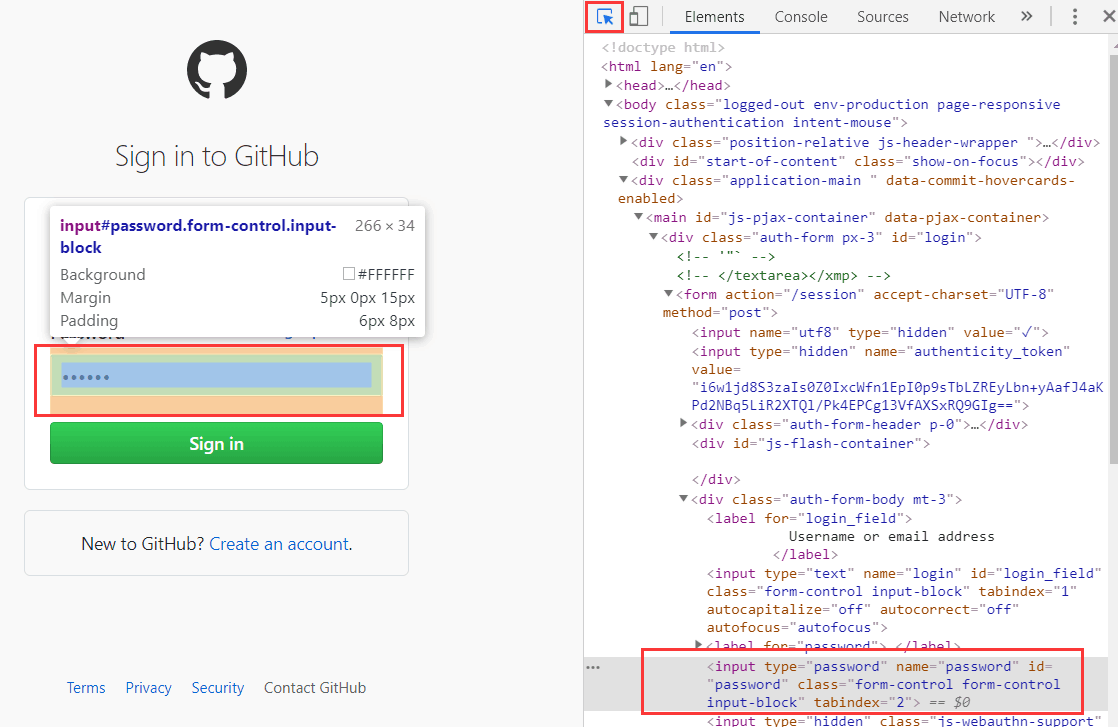 Sign in to GitHub
input#password.form-control.input-
block
266 × 34
Background #FFFFFF
Margin 5px 0px 15px
Padding 6px 8px
Password
••••••
Sign in
New to GitHub? Create an account.
Terms Privacy Security Contact GitHub
Elements Console Sources Network »
<!doctype html>
<html lang="en">
<head>…</head>
<body class="logged-out env-production page-responsive
session-authentication intent-mouse">
<div class="position-relative js-header-wrapper ">…</div>
<div id="start-of-content" class="show-on-focus"></div>
<div class="application-main " data-commit-hovercards-
enabled>
<main id="js-pjax-container" data-pjax-container>
<div class="auth-form px-3" id="login">
<!-- '"` -->
<!-- </textarea></xmp> -->
<form action="/session" accept-charset="UTF-8"
method="post">
<input name="utf8" type="hidden" value="✓">
<input type="hidden" name="authenticity_token"
value=
"i6w1jd8S3zaIs0Z0IxcWfn1EpI0p9sTbLZREyLbn+yAafJ4aK
Pd2NBq5LiR2XTQl/Pk4EPCg13VfAXSxRQ9GIg==">
<div class="auth-form-header p-0">…</div>
<div id="js-flash-container">
</div>
<div class="auth-form-body mt-3">
<label for="login_field">
Username or email address
</label>
<input type="text" name="login" id="login_field"
class="form-control input-block" tabindex="1"
autocapitalize="off" autocorrect="off"
autofocus="autofocus">
<label for="password">…</label>
<input type="password" name="password" id=
"password" class="form-control form-control
input-block" tabindex="2"> == $0
<input type="hidden" class="js-webauthn-support"